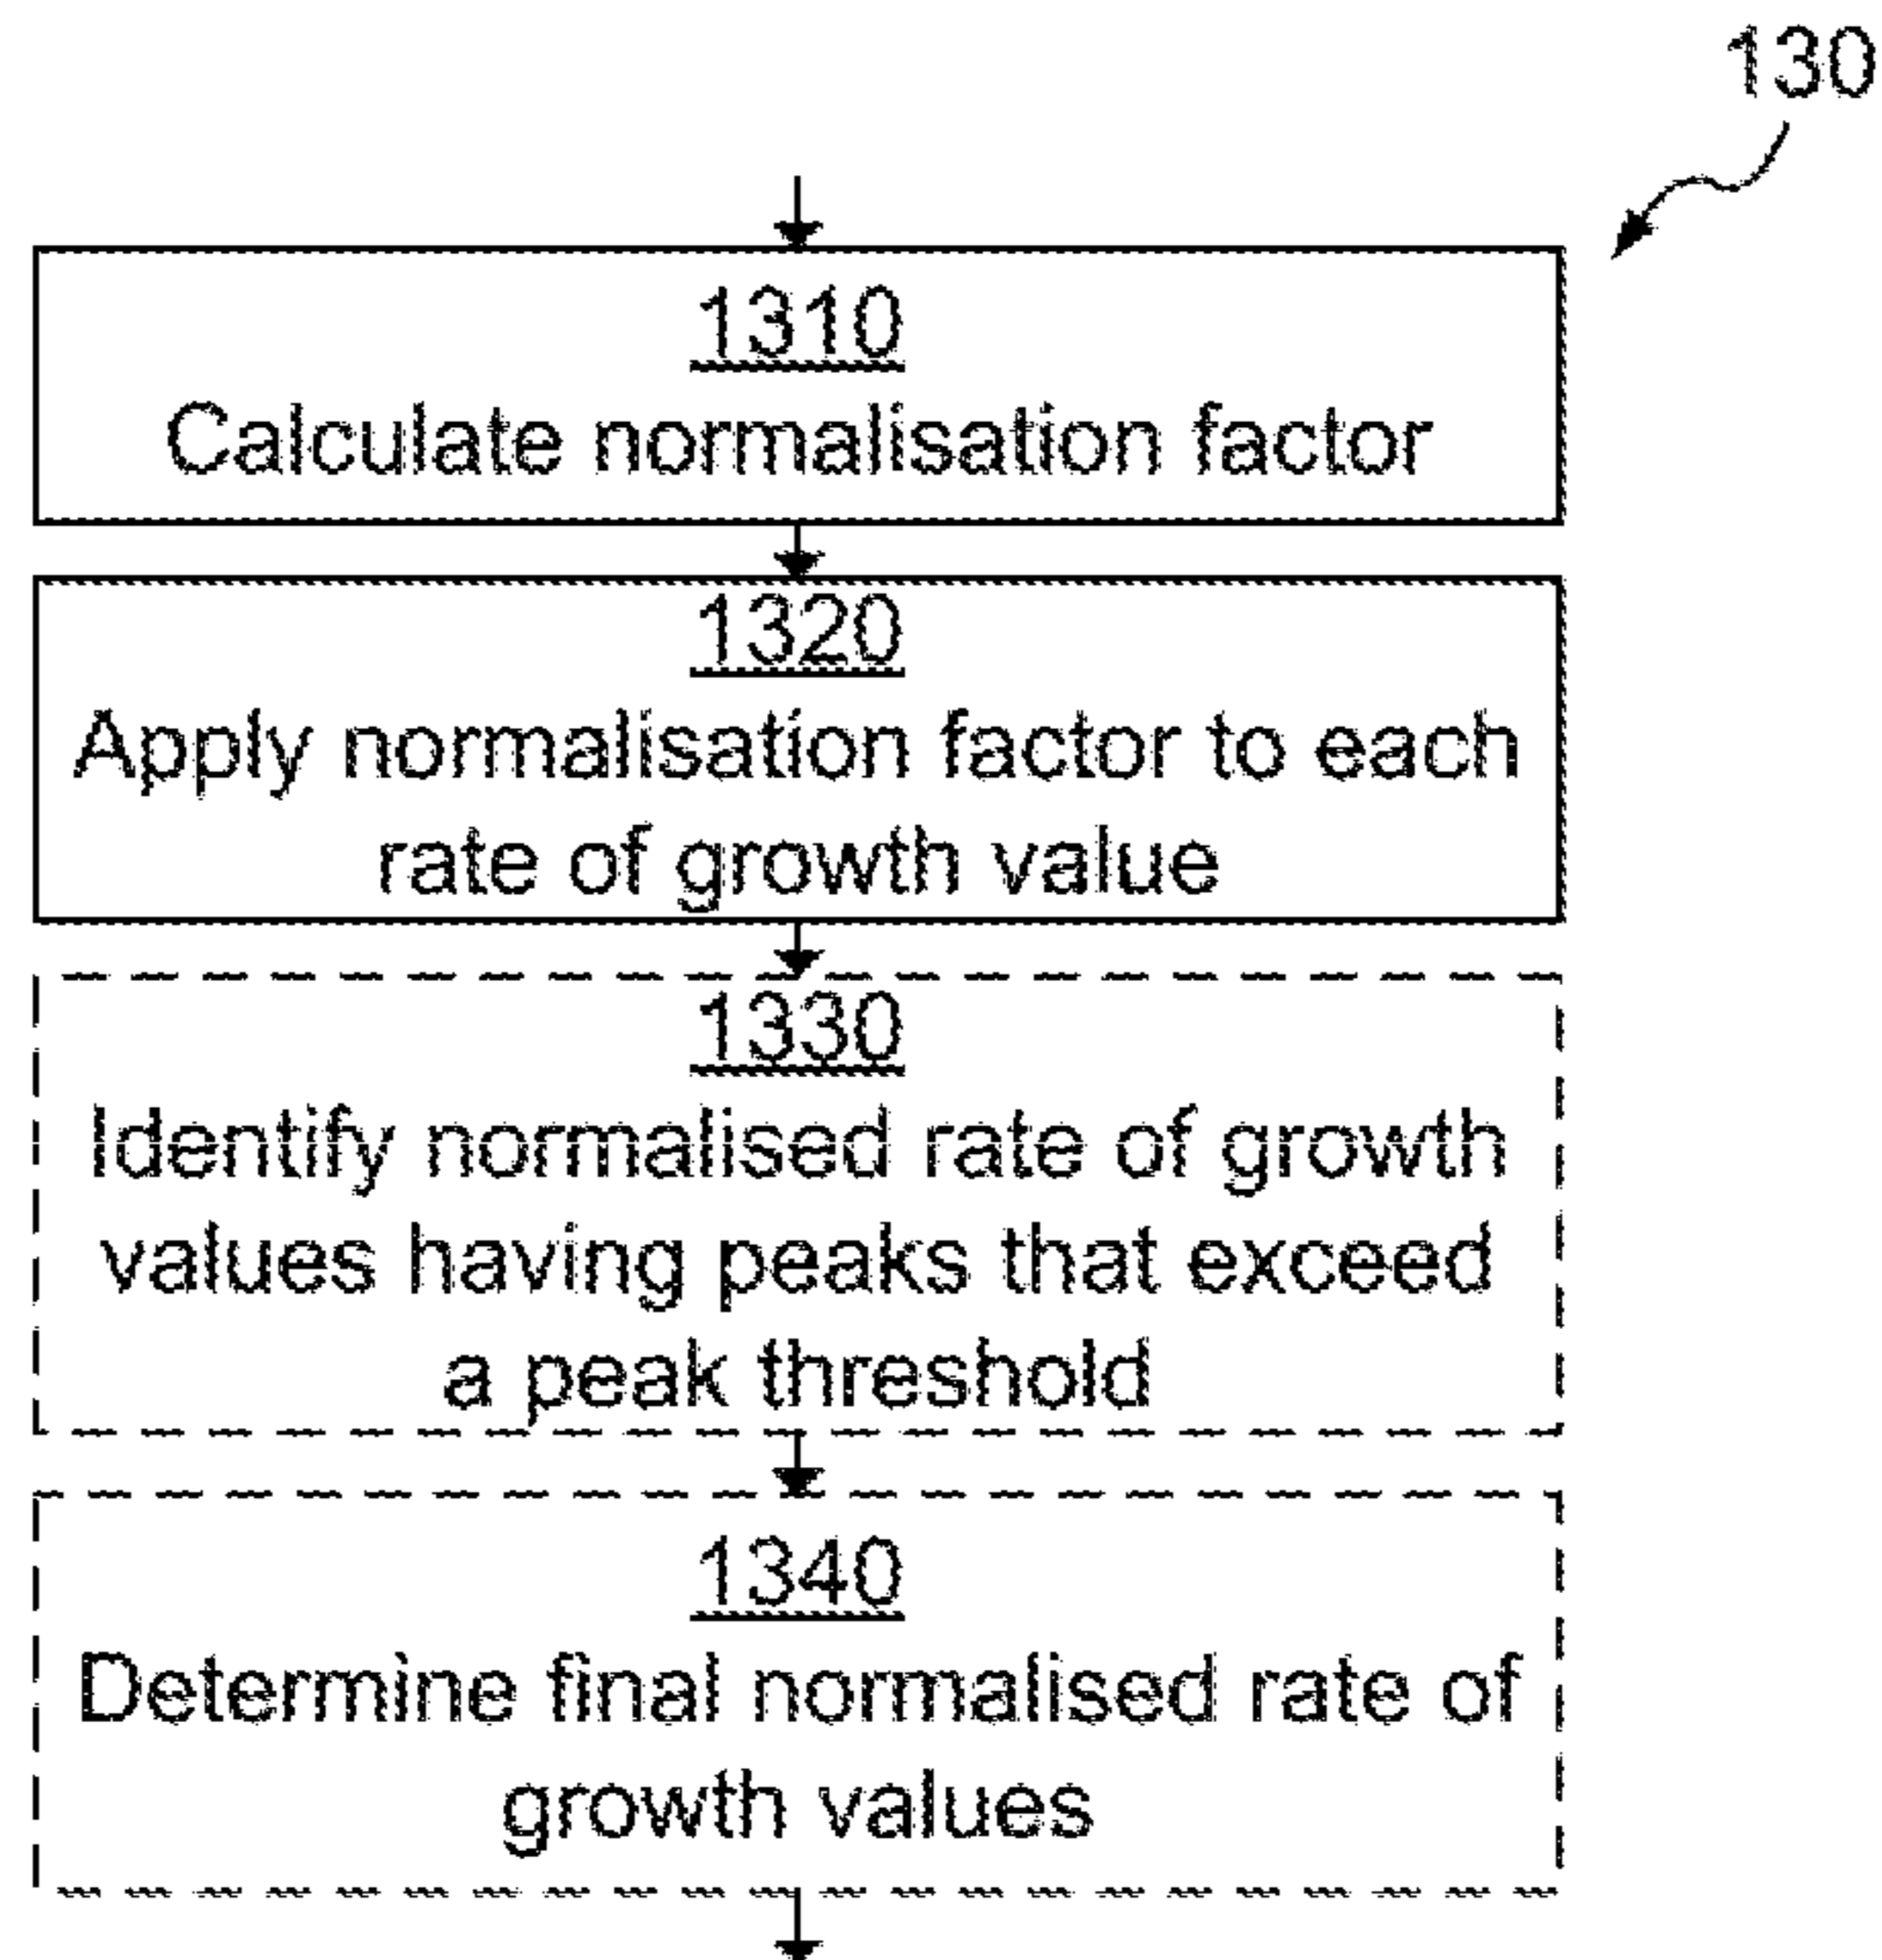 130
1310
Calculate normalisation factor
1320
Apply normalisation factor to each
rate of growth value
1330
Identify normalised rate of growth
values having peaks that exceed
a peak threshold
1340
Determine final normalised rate of
growth values